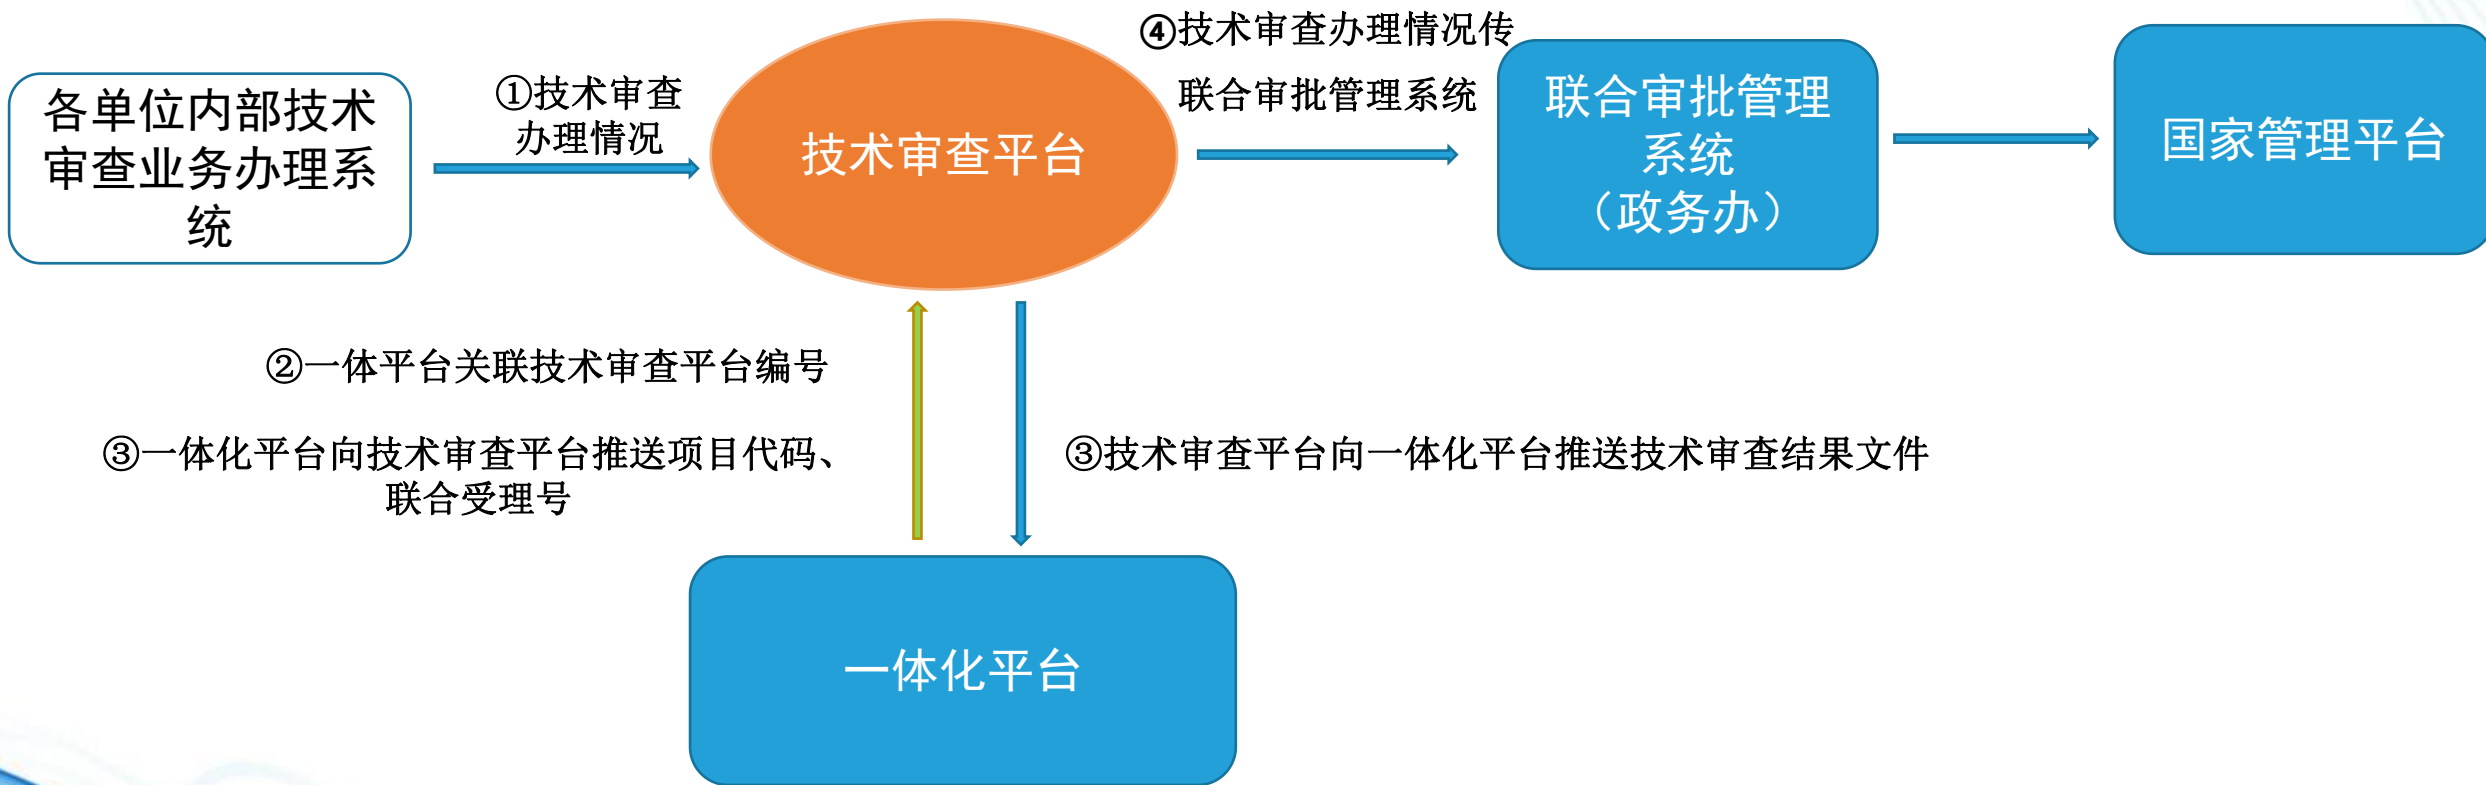 各单位内部技术
审查业务办理系
统
①技术审查
办理情况
技术审查平台
④技术审查办理情况传
联合审批管理系统
联合审批管理
系统
（政务办）
国家管理平台
②一体平台关联技术审查平台编号
③一体化平台向技术审查平台推送项目代码、
联合受理号
③技术审查平台向一体化平台推送技术审查结果文件
一体化平台